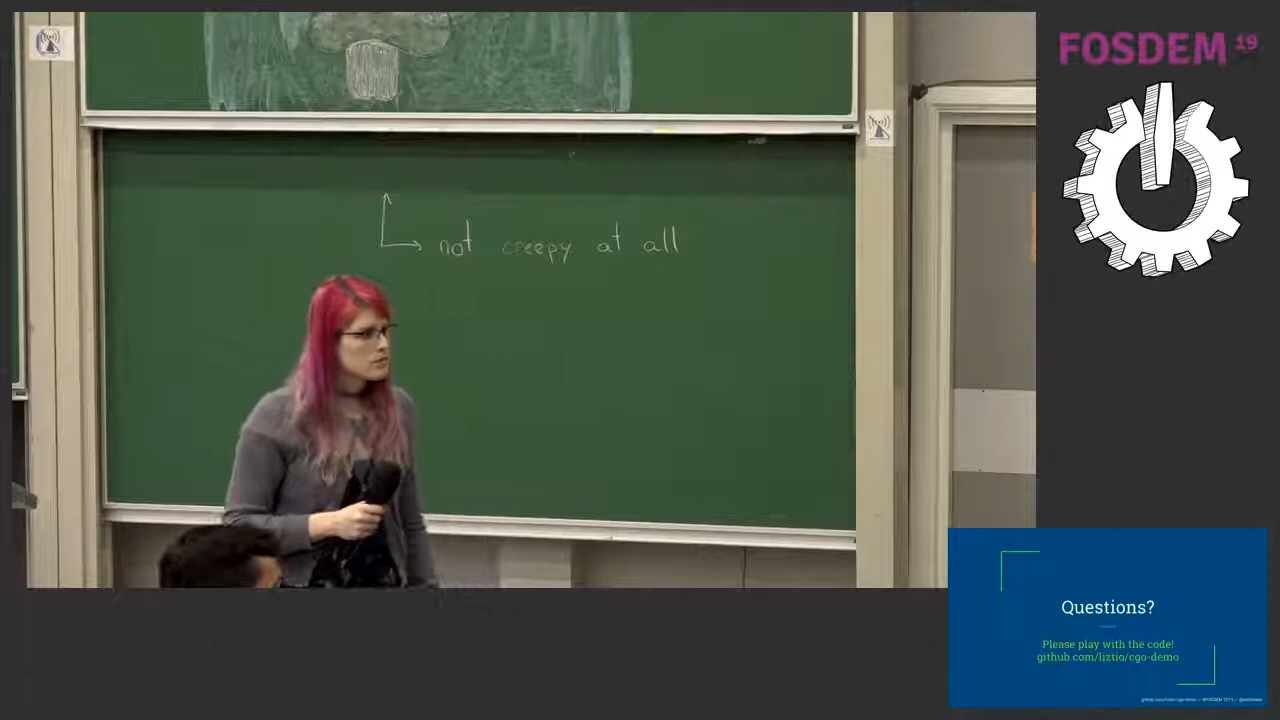 FOSDEM 19
not creepy at all
Questions?
Please play with the code!
github.com/liztio/cgo-demo